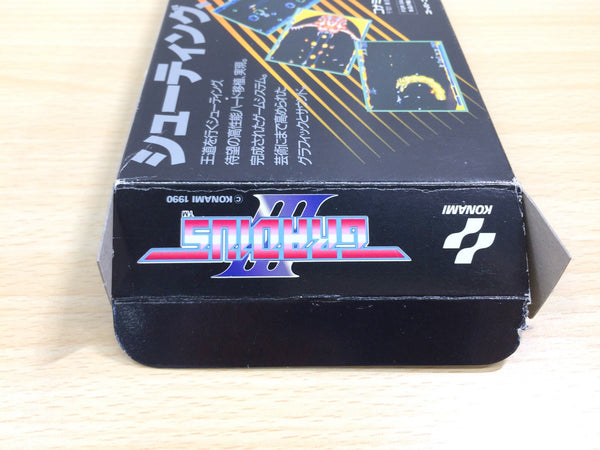 シューティング、
王道を行くシューティング
待望の高性能ハード移植、実現。
完成されたゲームシステム。
芸術にまで高められた
グラフィックとサウンド
GRADIUS
III
TM
© KONAMI 1990
KONAMI